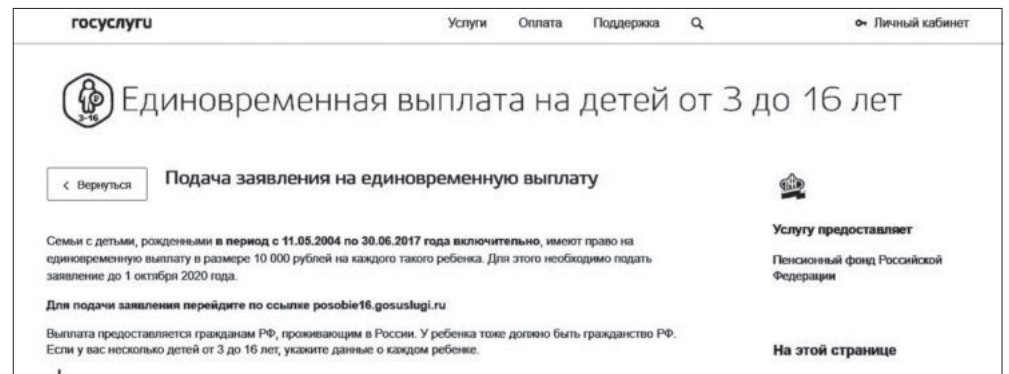 госуслуги Услуги Оплата Поддержка Личный кабинет
3-16
Единовременная выплата на детей от 3 до 16 лет
Вернуться
Подача заявления на единовременную выплату
Семьи с детьми, рожденными в период с 11.05.2004 по 30.06.2017 года включительно, имеют право на
единовременную выплату в размере 10 000 рублей на каждого такого ребенка. Для этого необходимо подать
заявление до 1 октября 2020 года.
Для подачи заявления перейдите по ссылке posobie16.gosuslugi.ru
Выплата предоставляется гражданам РФ, проживающим в России. У ребенка тоже должно быть гражданство РФ.
Если у вас несколько детей от 3 до 16 лет, укажите данные о каждом ребенке.
Услугу предоставляет
Пенсионный фонд Российской
Федерации
На этой странице